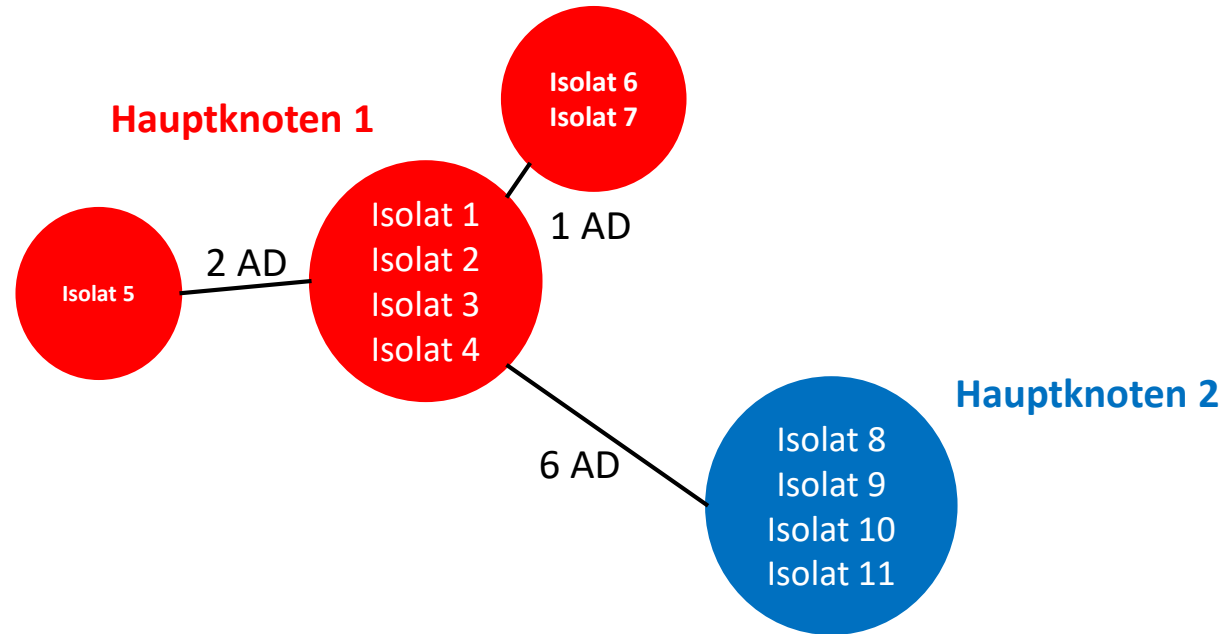 Hauptknoten 1
Isolat 6
Isolat 7
Isolat 1
Isolat 2
Isolat 3
Isolat 4
1 AD
2 AD
Isolat 5
6 AD
Hauptknoten 2
Isolat 8
Isolat 9
Isolat 10
Isolat 11